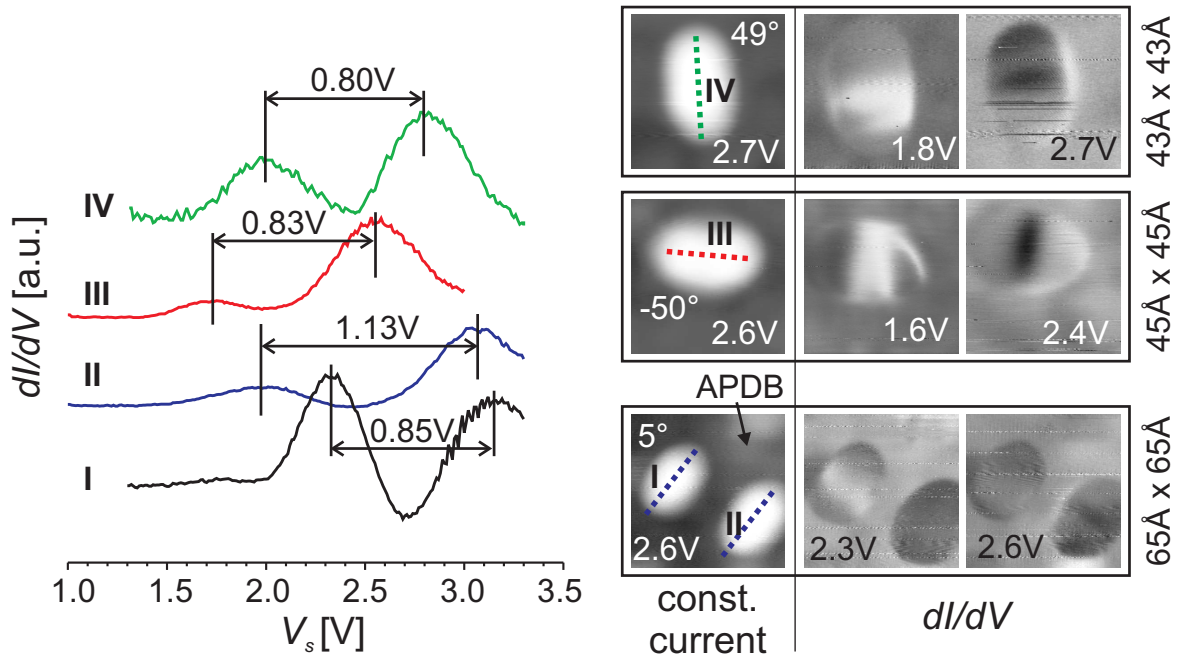 0.80V
IV
0.83V
III
1.13V
II
0.85V
I
dI/dV [a.u.]
1.0 1.5 2.0 2.5 3.0 3.5
Vs [V]
49°
IV
2.7V
1.8V
2.7V
43Å x 43Å
III
-50°
2.6V
1.6V
2.4V
45Å x 45Å
APDB
5°
I
II
2.6V
2.3V
2.6V
65Å x 65Å
const.
current
dI/dV